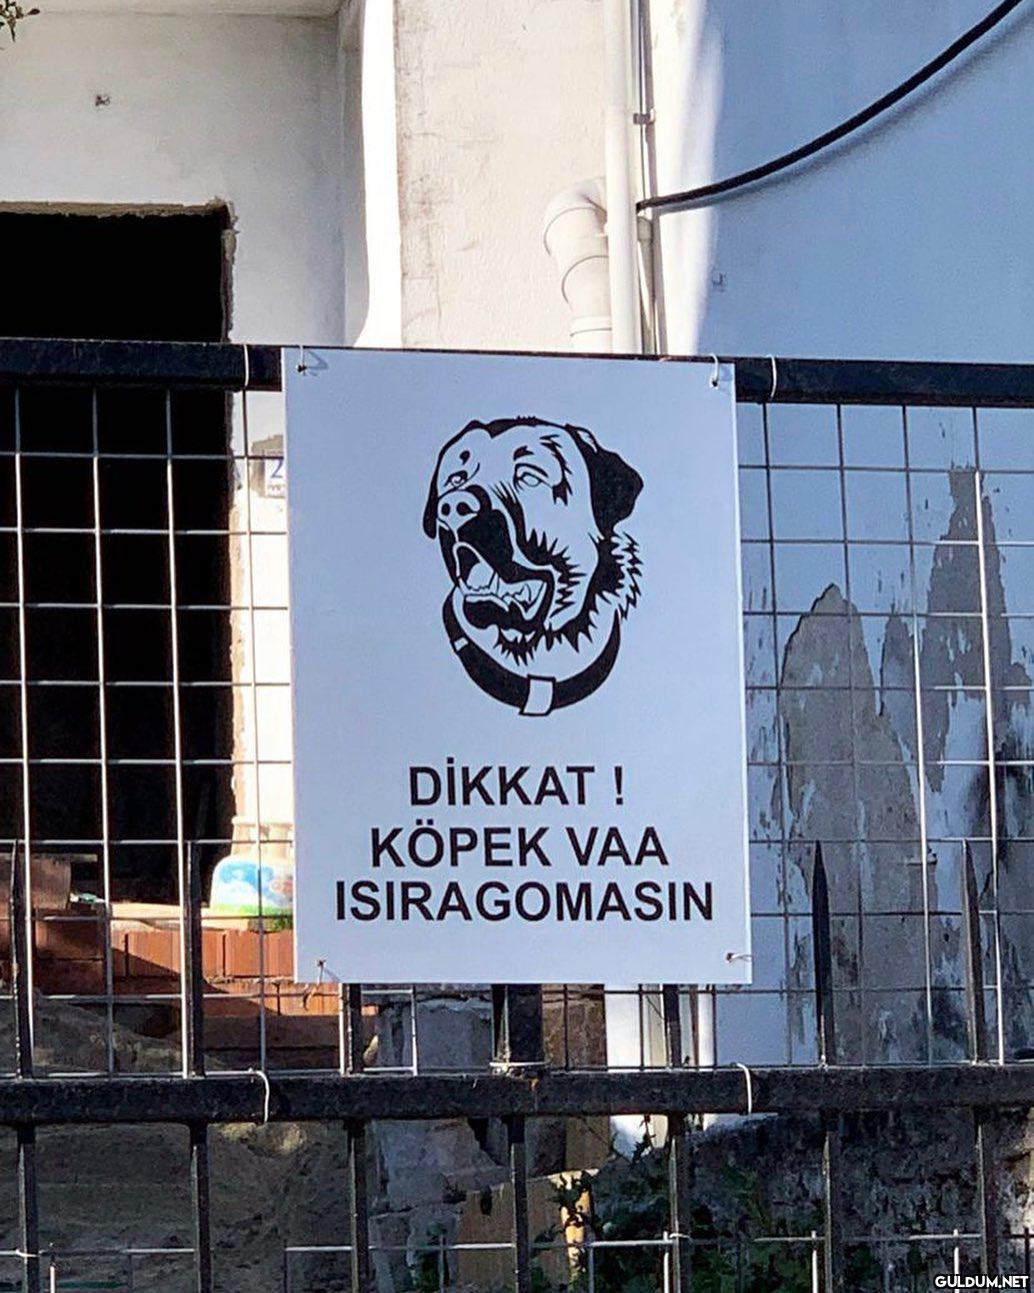 DİKKAT !
KÖPEK VAA
ISIRAGOMASIN
GULDUM.NET